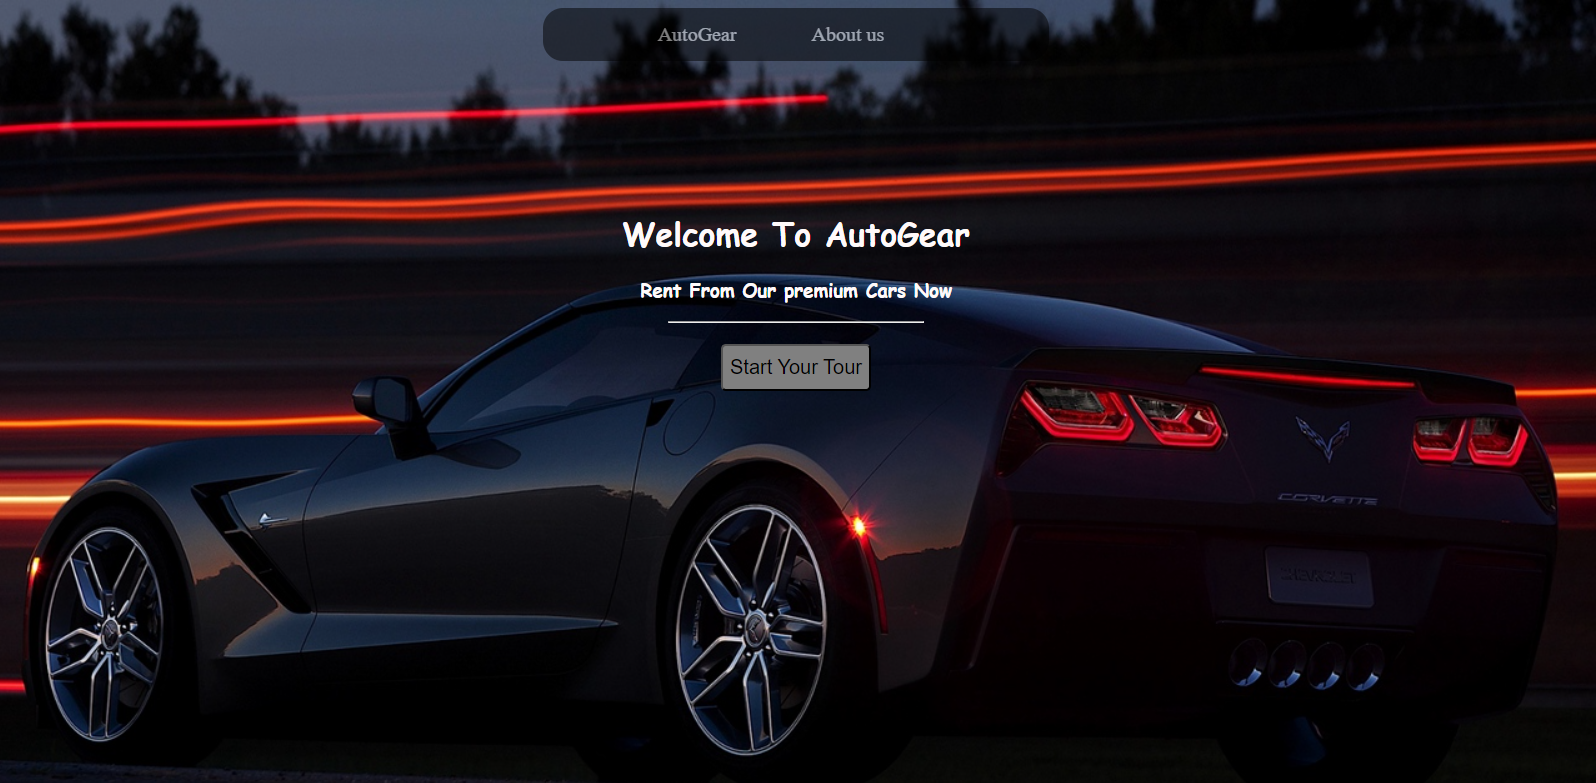 AutoGear About us
Welcome To AutoGear
Rent From Our premium Cars Now
Start Your Tour
CORVETTE